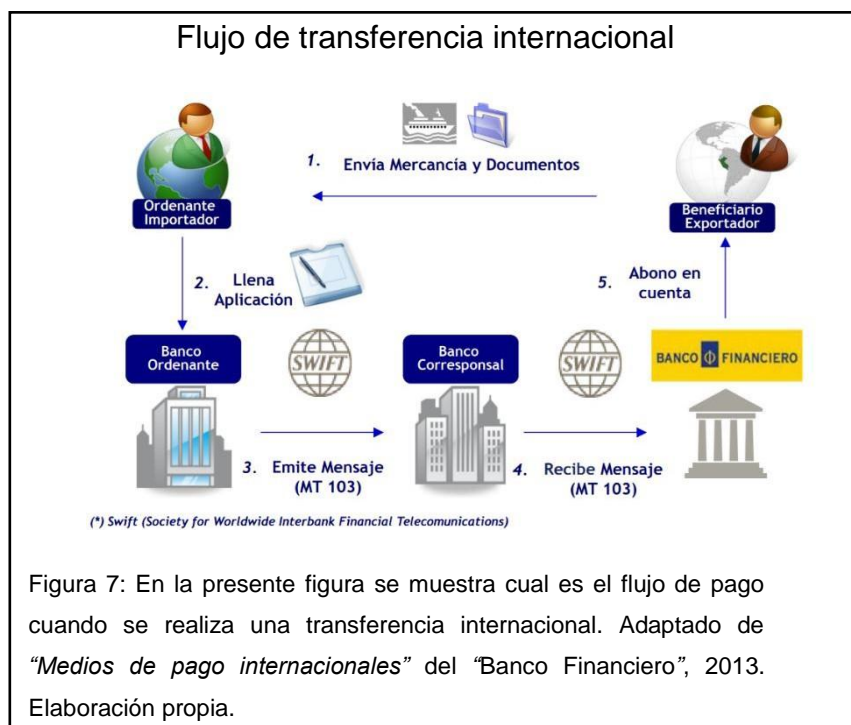 Flujo de transferencia internacional
1. Envía Mercancía y Documentos
Ordenante
Importador
Beneficiario
Exportador
2. Llena
Aplicación
5. Abono en
cuenta
Banco
Ordenante
SWIFT
Banco
Corresponsal
SWIFT
BANCO FINANCIERO
3. Emite Mensaje
(MT 103)
4. Recibe Mensaje
(MT 103)
(*) Swift (Society for Worldwide Interbank Financial Telecomunications)
Figura 7: En la presente figura se muestra cual es el flujo de pago
cuando se realiza una transferencia internacional. Adaptado de
“Medios de pago internacionales” del “Banco Financiero”, 2013.
Elaboración propia.